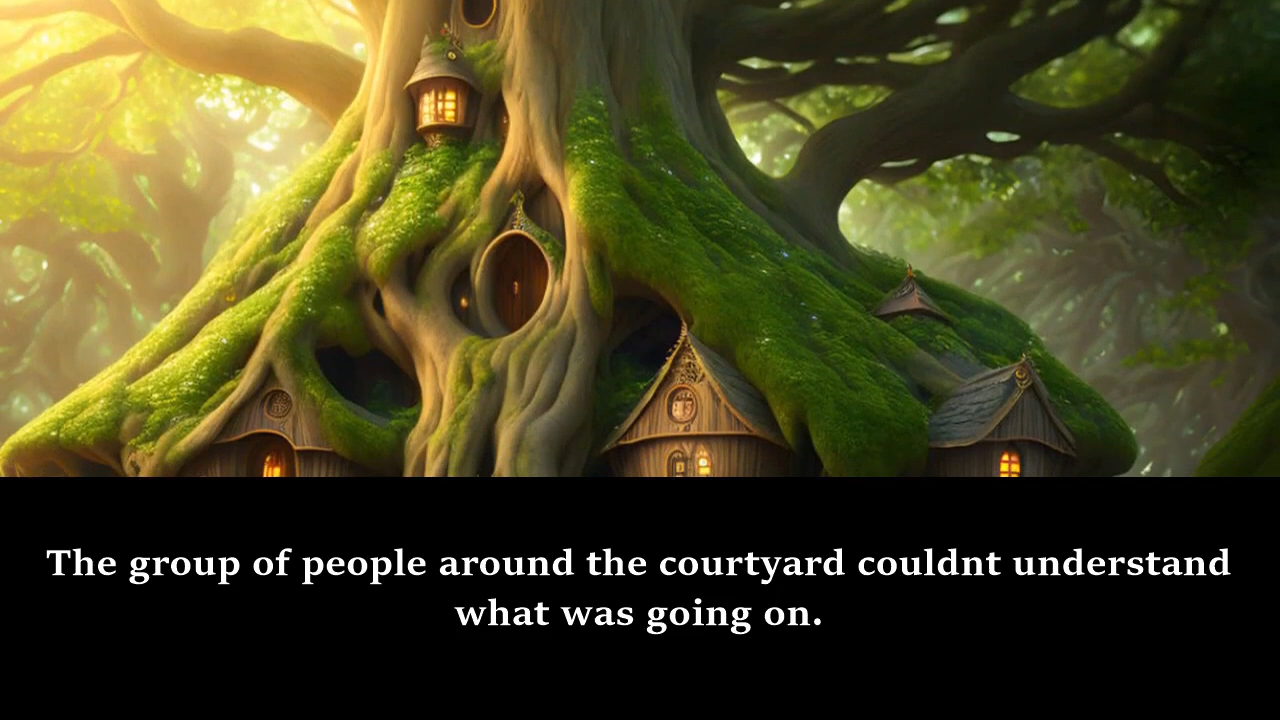 The group of people around the courtyard couldnt understand
what was going on.